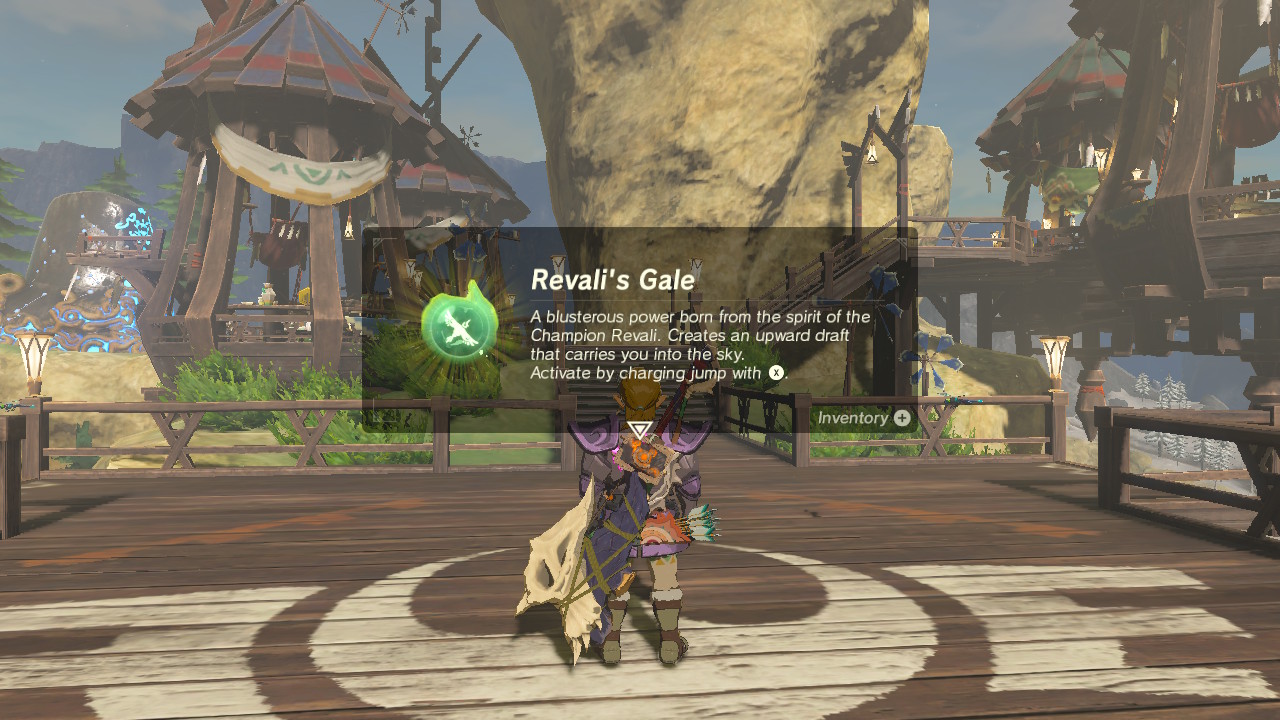 Revali's Gale
A blusterous power born from the spirit of the
Champion Revali. Creates an upward draft
that carries you into the sky.
Activate by charging jump with X.
Inventory +